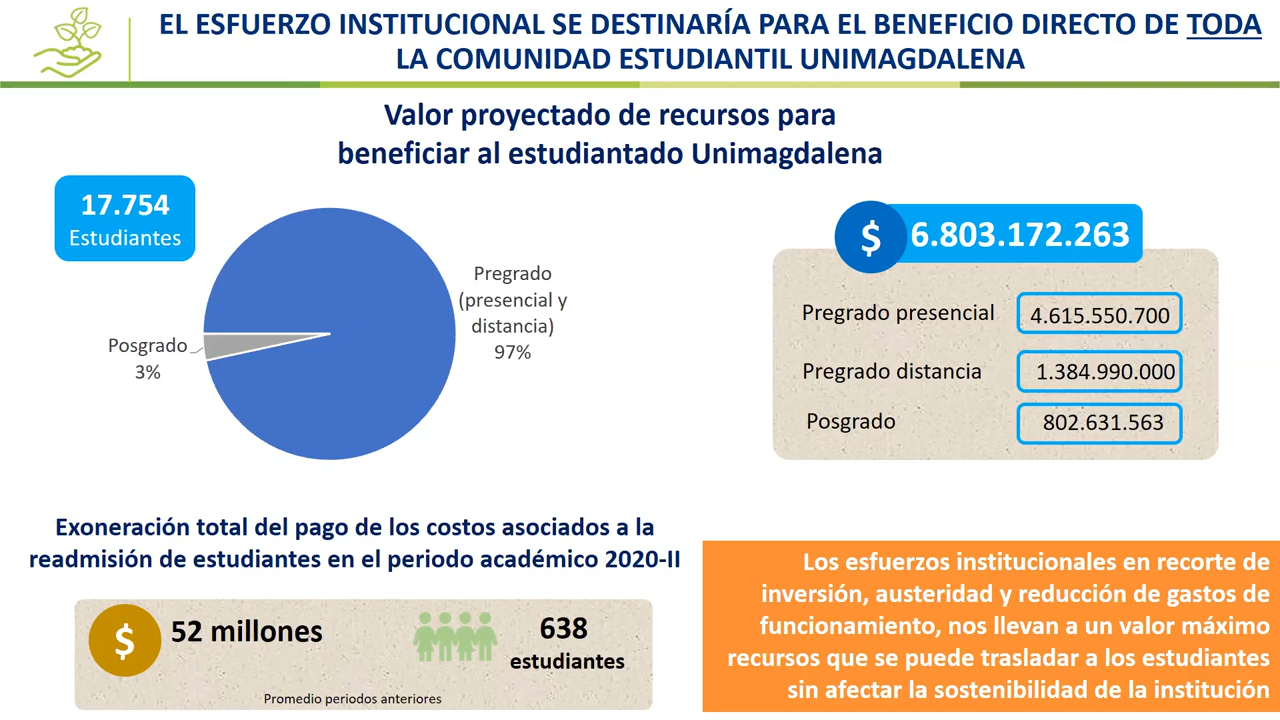 EL ESFUERZO INSTITUCIONAL SE DESTINARÍA PARA EL BENEFICIO DIRECTO DE TODA
LA COMUNIDAD ESTUDIANTIL UNIMAGDALENA
Valor proyectado de recursos para
beneficiar al estudiantado Unimagdalena
17.754
Estudiantes
Pregrado
(presencial y
distancia)
97%
Posgrado
3%
$ 6.803.172.263
Pregrado presencial 4.615.550.700
Pregrado distancia 1.384.990.000
Posgrado 802.631.563
Exoneración total del pago de los costos asociados a la
readmisión de estudiantes en el periodo académico 2020-II
$ 52 millones
638
estudiantes
Promedio periodos anteriores
Los esfuerzos institucionales en recorte de
inversión, austeridad y reducción de gastos de
funcionamiento, nos llevan a un valor máximo
recursos que se puede trasladar a los estudiantes
sin afectar la sostenibilidad de la institución